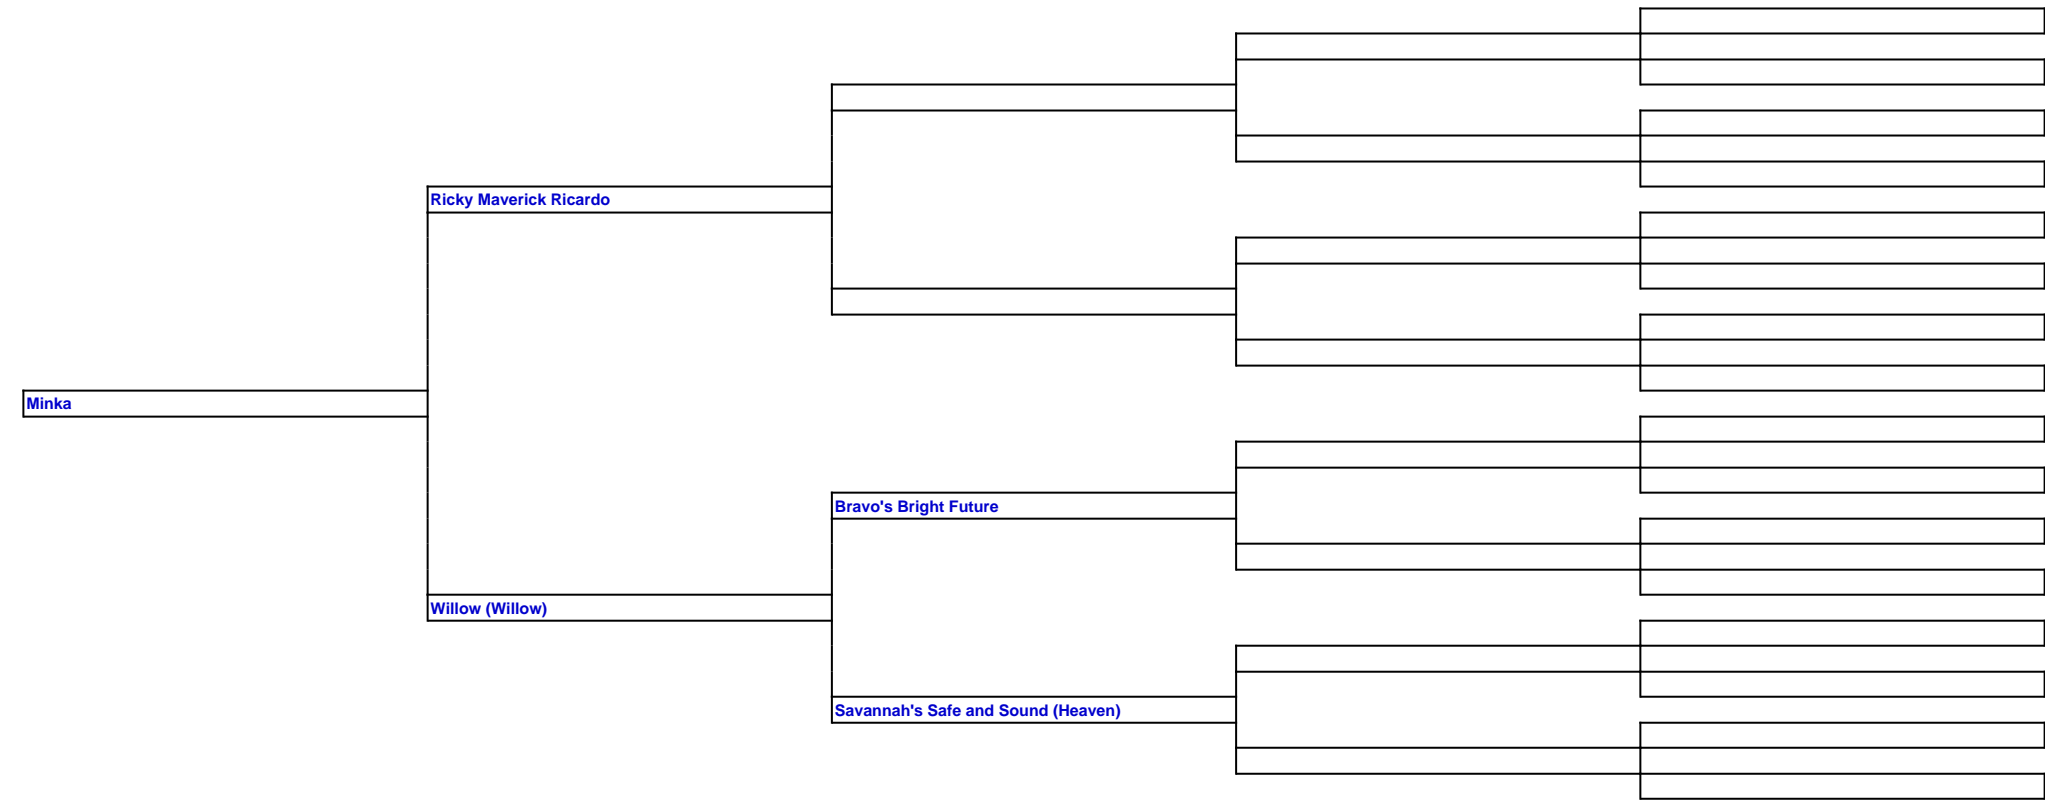 Ricky Maverick Ricardo
Minka
Bravo's Bright Future
Willow (Willow)
Savannah's Safe and Sound (Heaven)